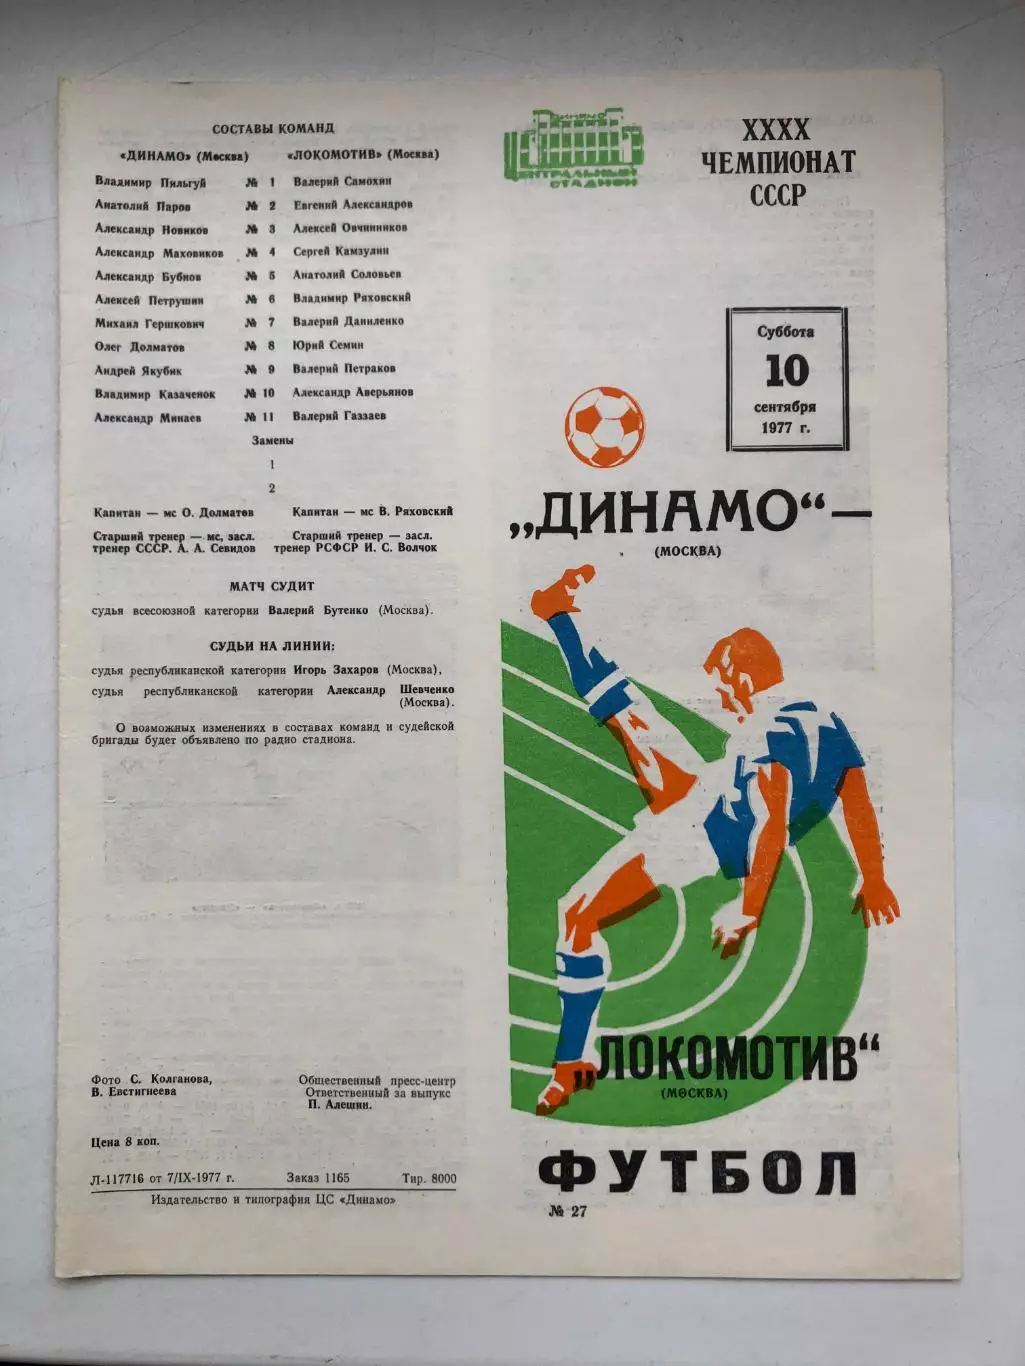 СОСТАВЫ КОМАНД
«ДИНАМО» (Москва) «ЛОКОМОТИВ» (Москва)
Владимир Пильгуй № 1 Валерий Самохин
Анатолий Паров № 2 Евгений Александров
Александр Новиков № 3 Алексей Овчинников
Александр Маховиков № 4 Сергей Камзулин
Александр Бубнов № 5 Анатолий Соловьев
Алексей Петрушин № 6 Владимир Ряховский
Михаил Гершкович № 7 Валерий Даниленко
Олег Долматов № 8 Юрий Семин
Андрей Якубик № 9 Валерий Петраков
Владимир Казаченок № 10 Александр Аверьянов
Александр Минаев № 11 Валерий Газзаев
Замены
1
2
Капитан — мс О. Долматов Капитан — мс В. Ряховский
Старший тренер — мс, засл. Старший тренер — засл.
тренер СССР. А. А. Севидов тренер РСФСР И. С. Волчок
МАТЧ СУДИТ
судья всесоюзной категории Валерий Бутенко (Москва).
СУДЬИ НА ЛИНИИ:
судья республиканской категории Игорь Захаров (Москва),
судья республиканской категории Александр Шевченко
(Москва).
О возможных изменениях в составах команд и судейской
бригады будет объявлено по радио стадиона.
Фото С. Колганова, Общественный пресс-центр
В. Евстигнеева Ответственный за выпукс
П. Алешин.
Цена 8 коп.
Л-117716 от 7/IX-1977 г. Заказ 1165 Тир. 8000
Издательство и типография ЦС «Динамо»
ДИНАМО
ЦЕНТРАЛЬНЫЙ
СТАДИОН
XXXX
ЧЕМПИОНАТ
СССР
Суббота
10
сентября
1977 г.
„ДИНАМО“ —
(МОСКВА)
„ЛОКОМОТИВ“
(МОСКВА)
ФУТБОЛ
№ 27